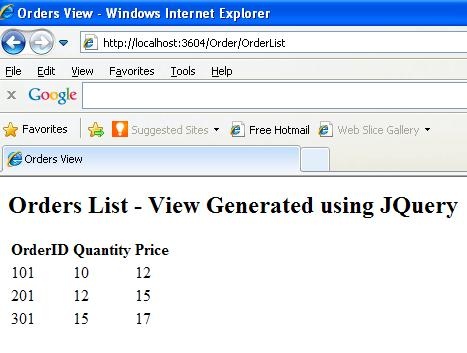 Orders View - Windows Internet Explorer
http://localhost:3604/Order/OrderList
File Edit View Favorites Tools Help
x Google
Favorites Suggested Sites Free Hotmail Web Slice Gallery
Orders View
Orders List - View Generated using JQuery
OrderID Quantity Price
101 10 12
201 12 15
301 15 17